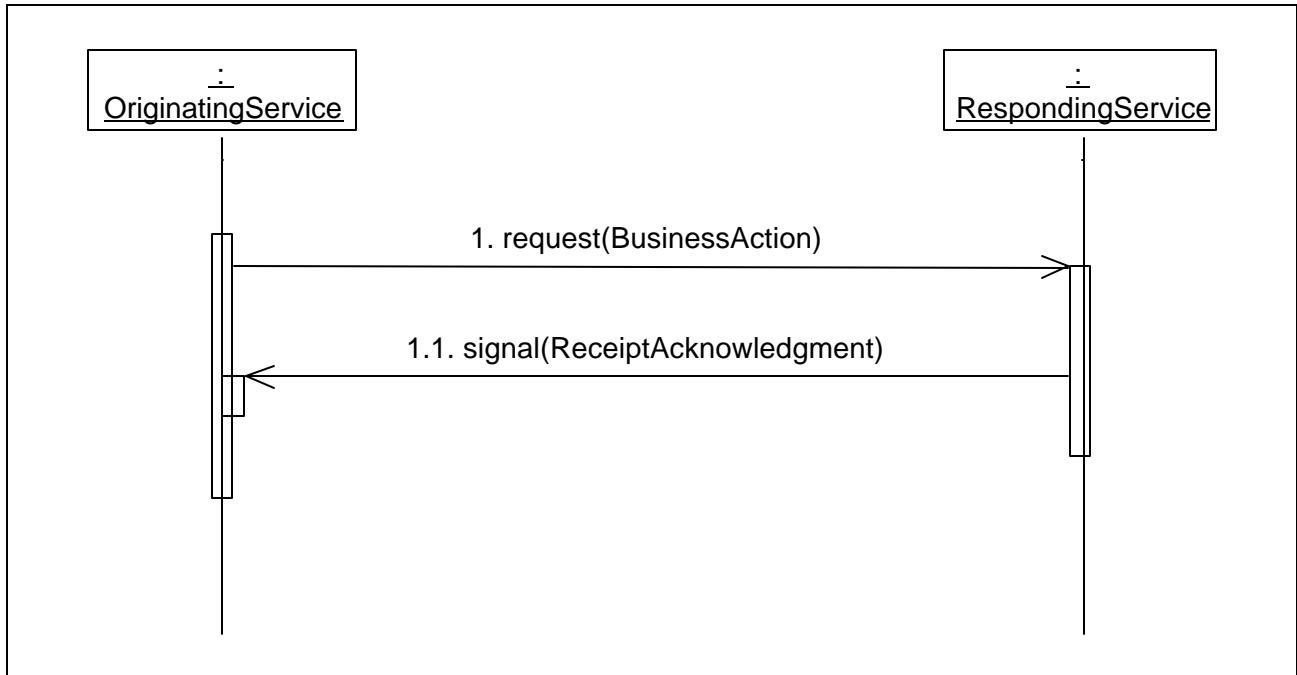 :
OriginatingService
:
RespondingService
1. request(BusinessAction)
1.1. signal(ReceiptAcknowledgment)